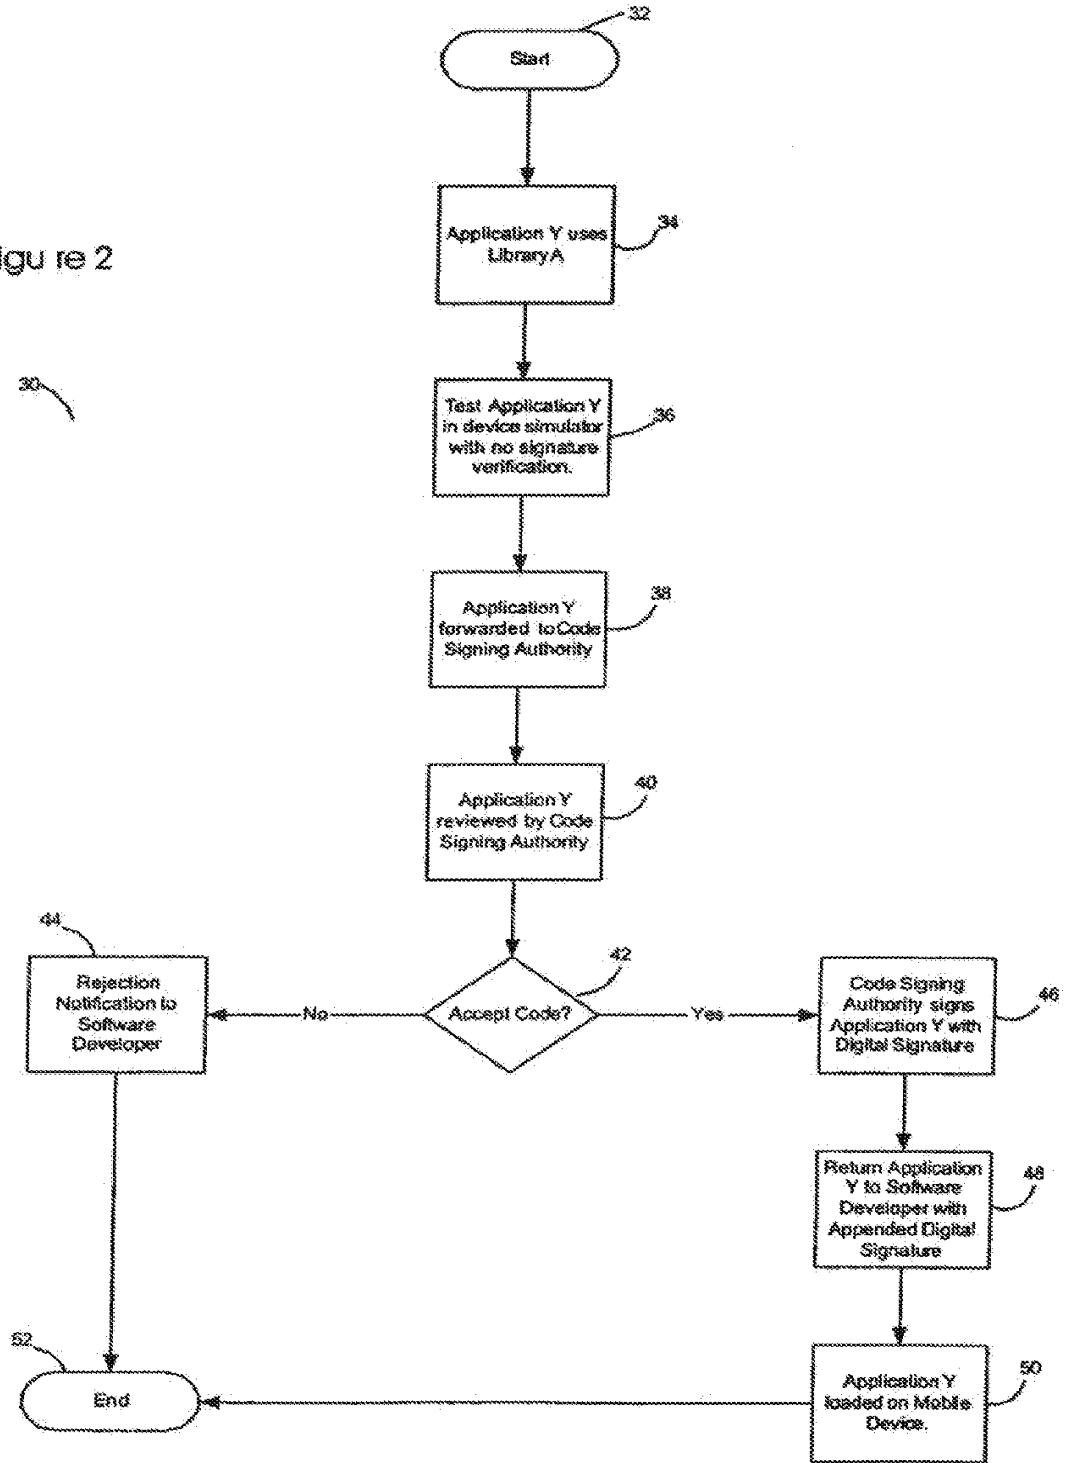 32
Start
Application Y uses
Library A
34
igure 2
30
Test Application Y
in device simulator
with no signature
verification.
36
Application Y
forwarded to Code
Signing Authority
38
Application Y
reviewed by Code
Signing Authority
40
44
Rejection
Notification to
Software
Developer
No
Accept Code?
42
Yes
Code Signing
Authority signs
Application Y with
Digital Signature
46
Return Application
Y to Software
Developer with
Appended Digital
Signature
48
52
End
Application Y
loaded on Mobile
Device.
50